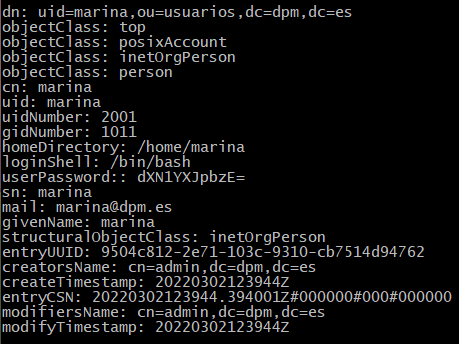 dn: uid=marina,ou=usuarios,dc=dpm,dc=es
objectClass: top
objectClass: posixAccount
objectClass: inetOrgPerson
objectClass: person
cn: marina
uid: marina
uidNumber: 2001
gidNumber: 1011
homeDirectory: /home/marina
loginShell: /bin/bash
userPassword:: dXN1YXJpbzE=
sn: marina
mail: marina@dpm.es
givenName: marina
structuralObjectClass: inetOrgPerson
entryUUID: 9504c812-2e71-103c-9310-cb7514d94762
creatorsName: cn=admin,dc=dpm,dc=es
createTimestamp: 20220302123944Z
entryCSN: 20220302123944.394001Z#000000#000#000000
modifiersName: cn=admin,dc=dpm,dc=es
modifyTimestamp: 20220302123944Z